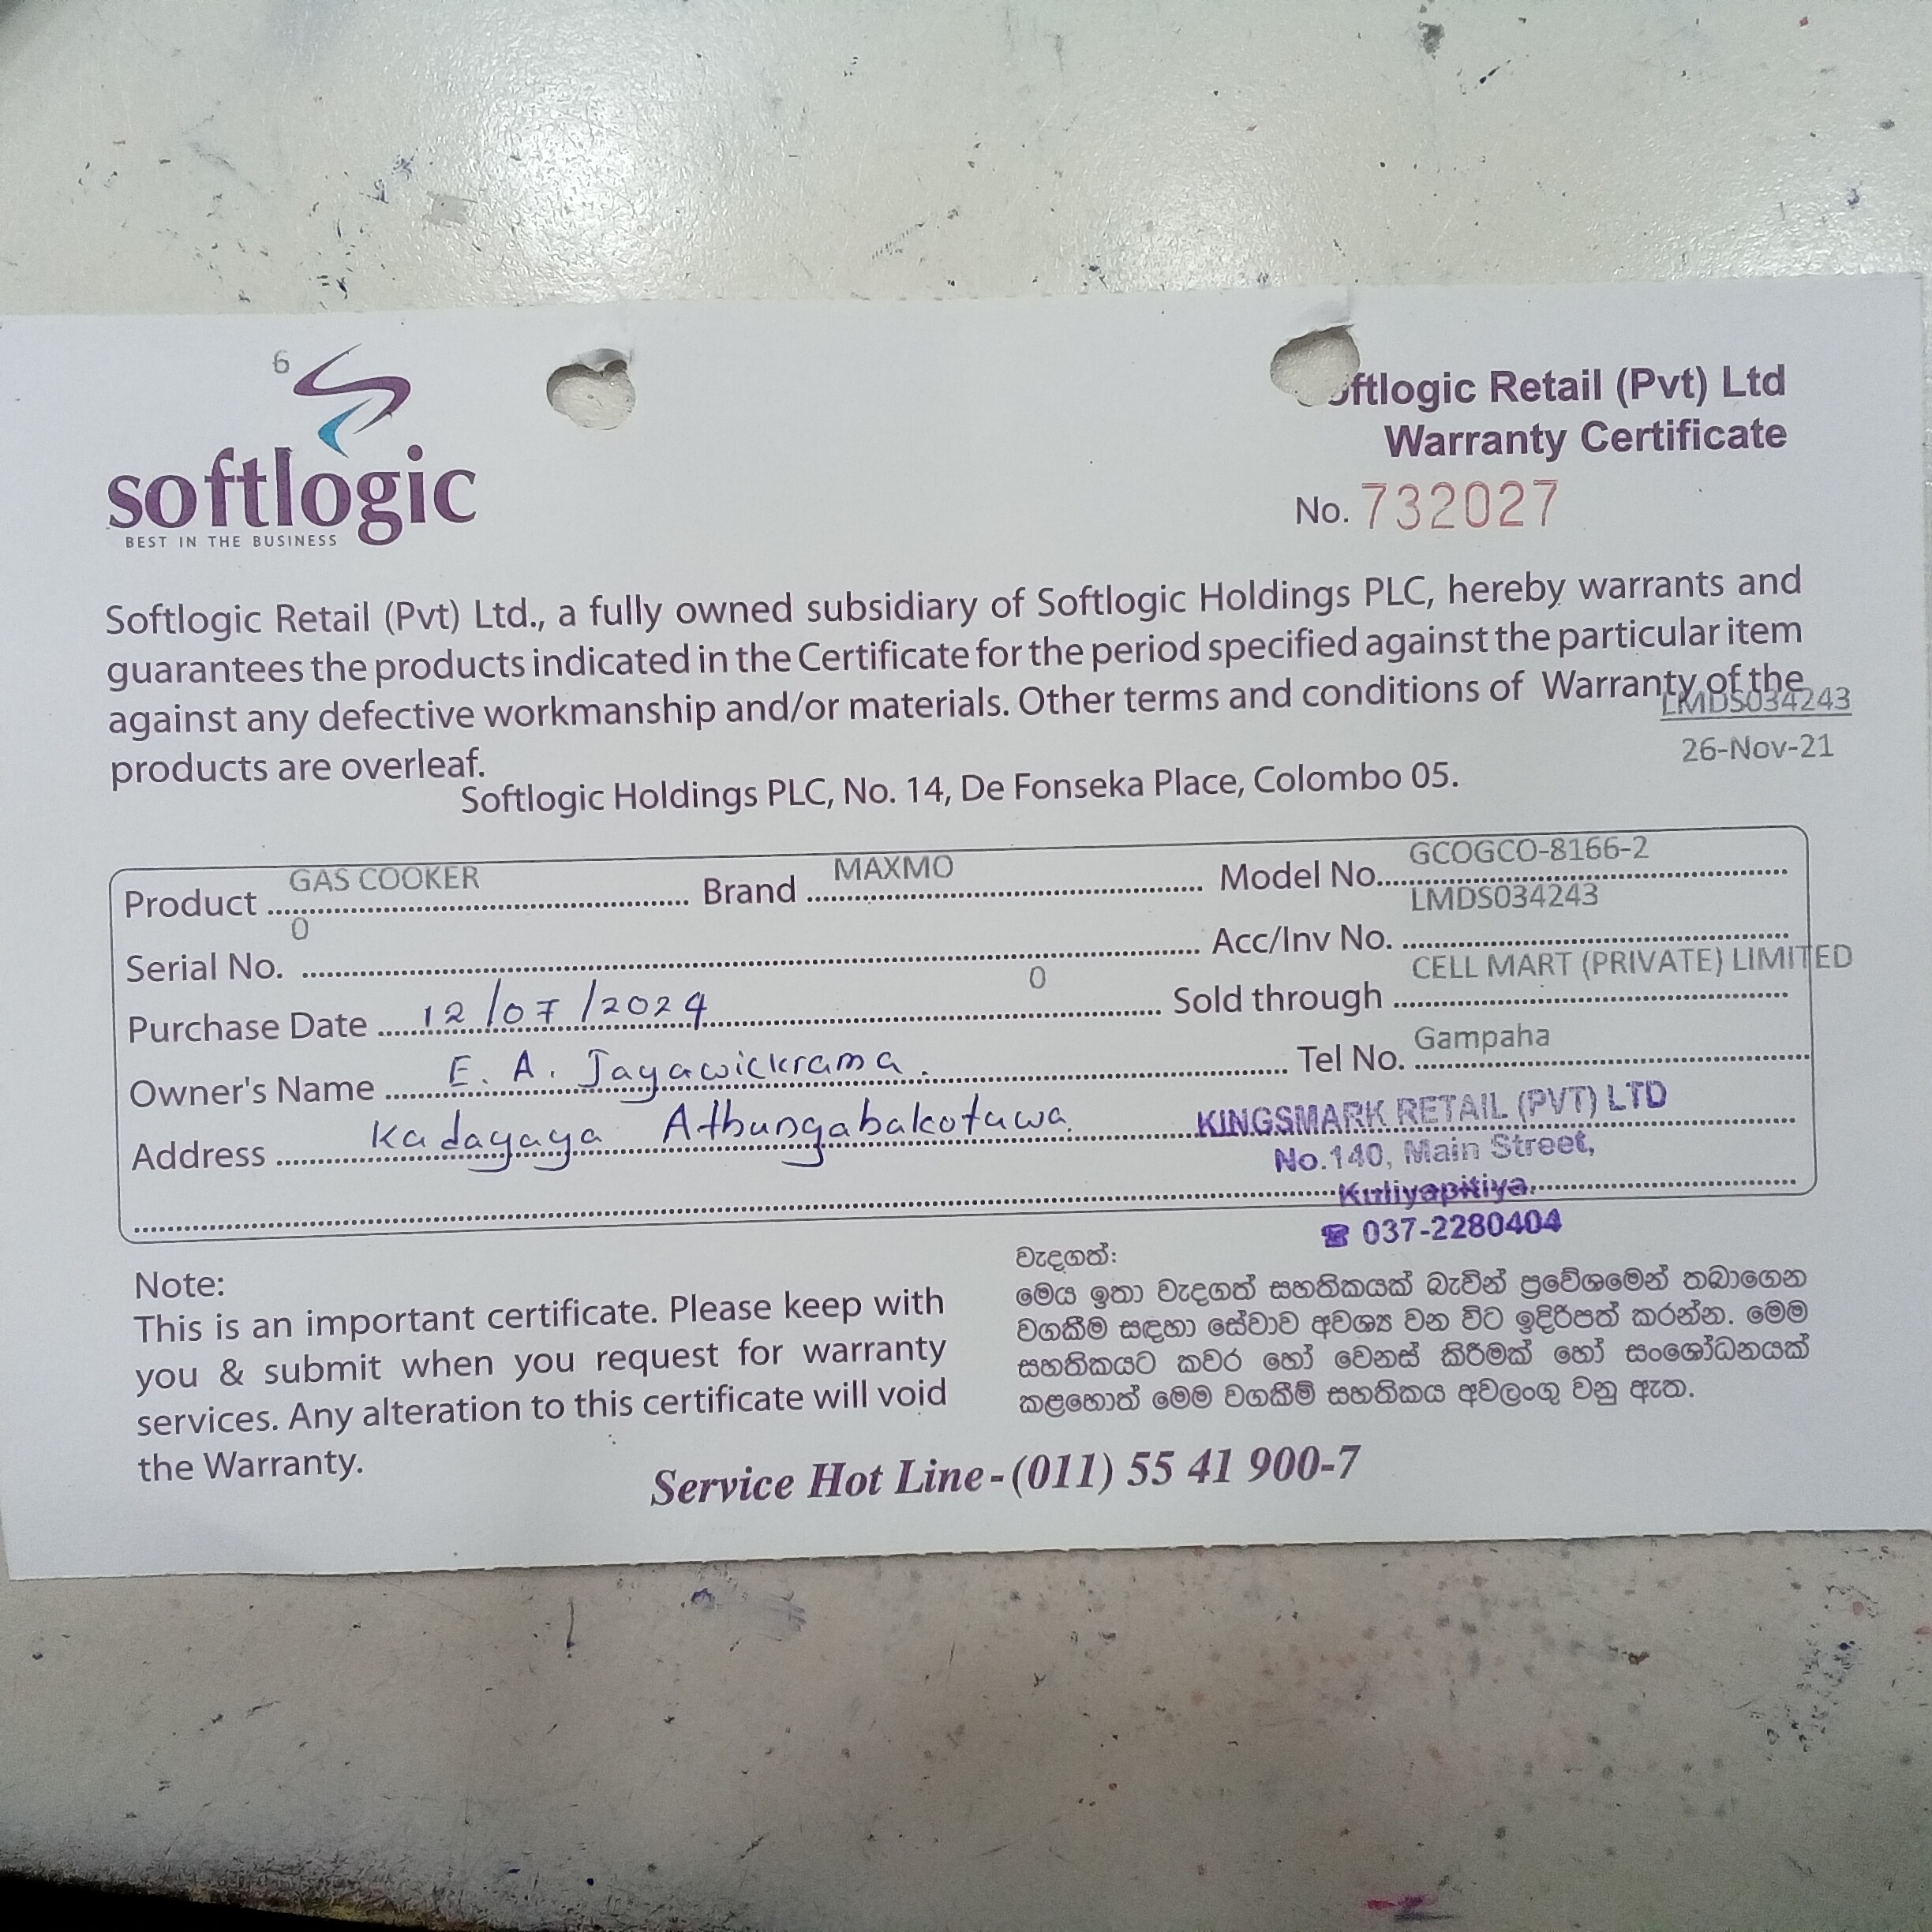 6
softlogic
BEST IN THE BUSINESS
ftlogic Retail (Pvt) Ltd
Warranty Certificate
No. 732027
Softlogic Retail (Pvt) Ltd., a fully owned subsidiary of Softlogic Holdings PLC, hereby warrants and
guarantees the products indicated in the Certificate for the period specified against the particular item
against any defective workmanship and/or materials. Other terms and conditions of Warranty of the
products are overleaf.
LMDS034243
26-Nov-21
Softlogic Holdings PLC, No. 14, De Fonseka Place, Colombo 05.
Product GAS COOKER Brand MAXMO Model No. GCOGCO-8166-2
Serial No. 0 Acc/Inv No. LMDS034243
Purchase Date 12/07/2024 0 Sold through CELL MART (PRIVATE) LIMITED
Owner's Name E. A. Jayawickrama. Tel No. Gampaha
Address Kadayaya Athungabakotuwa.
KINGSMARK RETAIL (PVT) LTD
No.140, Main Street,
Kuliyapitiya.
☎ 037-2280404
Note:
This is an important certificate. Please keep with
you & submit when you request for warranty
services. Any alteration to this certificate will void
the Warranty.
වැදගත්:
මෙය ඉතා වැදගත් සහතිකයක් බැවින් ප්‍රවේශමෙන් තබාගෙන
වගකීම සඳහා සේවාව අවශ්‍ය වන විට ඉදිරිපත් කරන්න. මෙම
සහතිකයට කවර හෝ වෙනස් කිරීමක් හෝ සංශෝධනයක්
කළහොත් මෙම වගකීම් සහතිකය අවලංගු වනු ඇත.
Service Hot Line - (011) 55 41 900-7